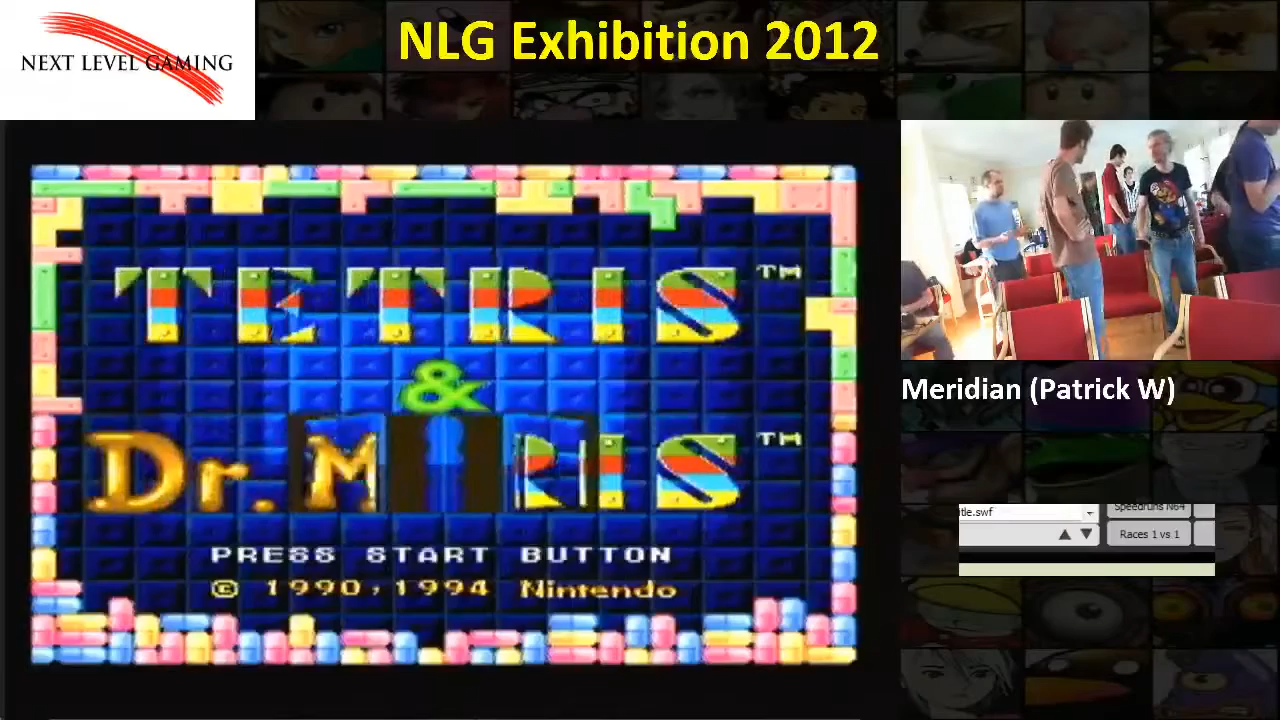 NEXT LEVEL GAMING
NLG Exhibition 2012
TETRIS™
&
Dr. M RIS™
PRESS START BUTTON
© 1990,1994 Nintendo
Meridian (Patrick W)
itle.swf
Speedruns N64
Races 1 vs 1